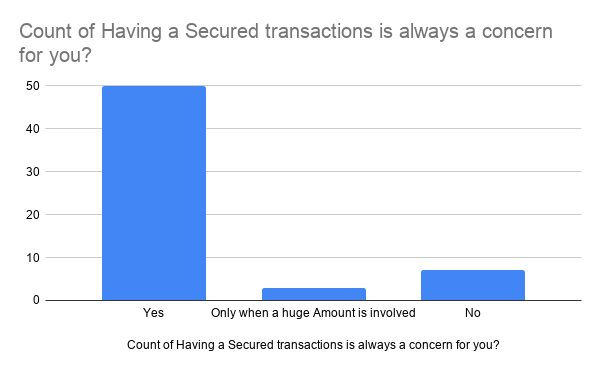 Count of Having a Secured transactions is always a concern
for you?
50
40
30
20
10
0
Yes
Only when a huge Amount is involved
No
Count of Having a Secured transactions is always a concern for you?